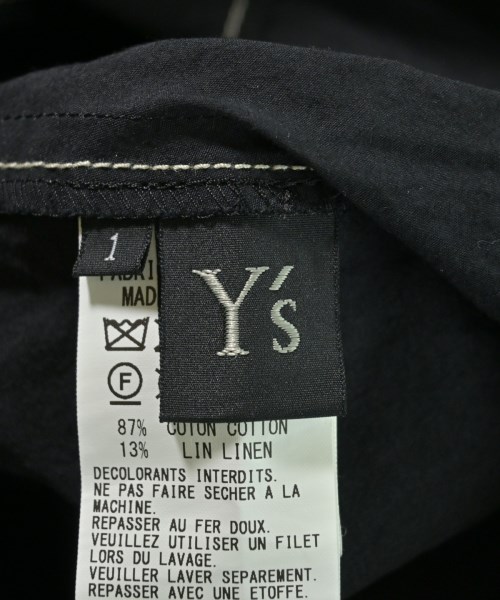 1
Y's
MAD
F
87% COTON COTTON
13% LIN LINEN
DECOLORANTS INTERDITS.
NE PAS FAIRE SECHER A LA
MACHINE.
REPASSER AU FER DOUX.
VEUILLEZ UTILISER UN FILET
LORS DU LAVAGE.
VEUILLER LAVER SEPAREMENT.
REPASSER AVEC UNE ETOFFE.